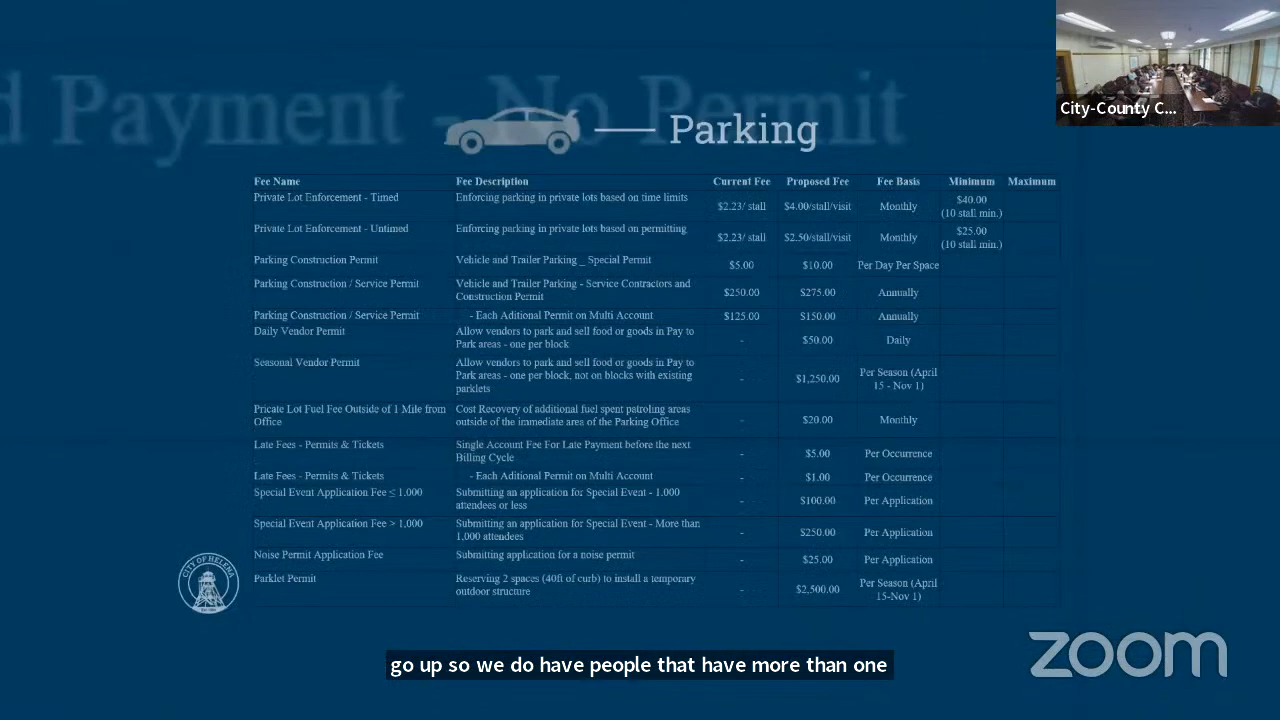 d Payment No Permit
Parking
City-County C...
Fee Name Fee Description Current Fee Proposed Fee Fee Basis Minimum Maximum
Private Lot Enforcement - Timed Enforcing parking in private lots based on time limits $2.23/ stall $4.00/stall/visit Monthly $40.00
(10 stall min.)
Private Lot Enforcement - Untimed Enforcing parking in private lots based on permitting $2.23/ stall $2.50/stall/visit Monthly $25.00
(10 stall min.)
Parking Construction Permit Vehicle and Trailer Parking _ Special Permit $5.00 $10.00 Per Day Per Space
Parking Construction / Service Permit Vehicle and Trailer Parking - Service Contractors and
Construction Permit $250.00 $275.00 Annually
Parking Construction / Service Permit - Each Aditional Permit on Multi Account $125.00 $150.00 Annually
Daily Vendor Permit Allow vendors to park and sell food or goods in Pay to
Park areas - one per block - $50.00 Daily
Seasonal Vendor Permit Allow vendors to park and sell food or goods in Pay to
Park areas - one per block, not on blocks with existing
parklets - $1,250.00 Per Season (April
15 - Nov 1)
Pricate Lot Fuel Fee Outside of 1 Mile from
Office Cost Recovery of additional fuel spent patroling areas
outside of the immediate area of the Parking Office - $20.00 Monthly
Late Fees - Permits & Tickets Single Account Fee For Late Payment before the next
Billing Cycle - $5.00 Per Occurrence
Late Fees - Permits & Tickets - Each Aditional Permit on Multi Account - $1.00 Per Occurrence
Special Event Application Fee ≤ 1,000 Submitting an application for Special Event - 1,000
attendees or less - $100.00 Per Application
Special Event Application Fee > 1,000 Submitting an application for Special Event - More than
1,000 attendees - $250.00 Per Application
Noise Permit Application Fee Submitting application for a noise permit - $25.00 Per Application
Parklet Permit Reserving 2 spaces (40ft of curb) to install a temporary
outdoor structure - $2,500.00 Per Season (April
15-Nov 1)
CITY OF HELENA
zoom
go up so we do have people that have more than one